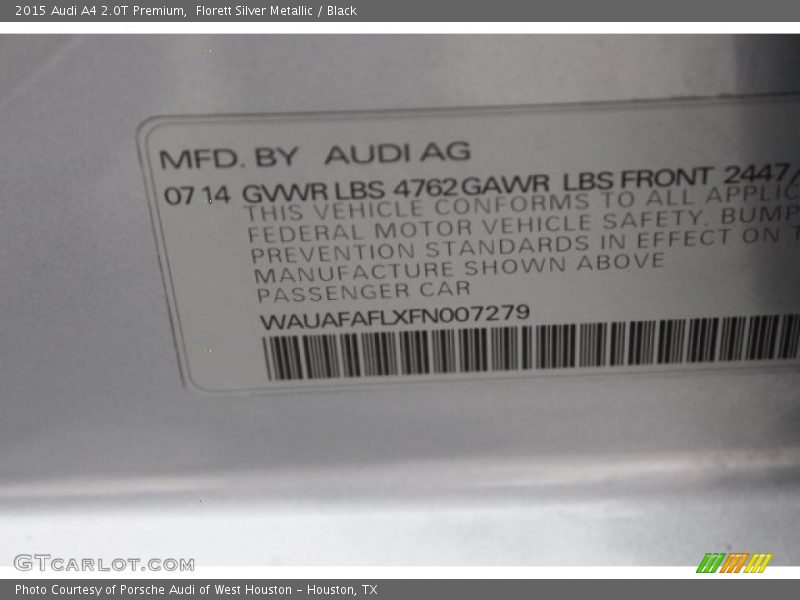 2015 Audi A4 2.0T Premium,  Florett Silver Metallic / Black
MFD. BY AUDI AG
07 14 GVWR LBS 4762 GAWR LBS FRONT 2447/
THIS VEHICLE CONFORMS TO ALL APPLIC
FEDERAL MOTOR VEHICLE SAFETY, BUMP
PREVENTION STANDARDS IN EFFECT ON T
MANUFACTURE SHOWN ABOVE
PASSENGER CAR
WAUAFAFLXFN007279
GTCARLOT.COM
Photo Courtesy of Porsche Audi of West Houston – Houston, TX